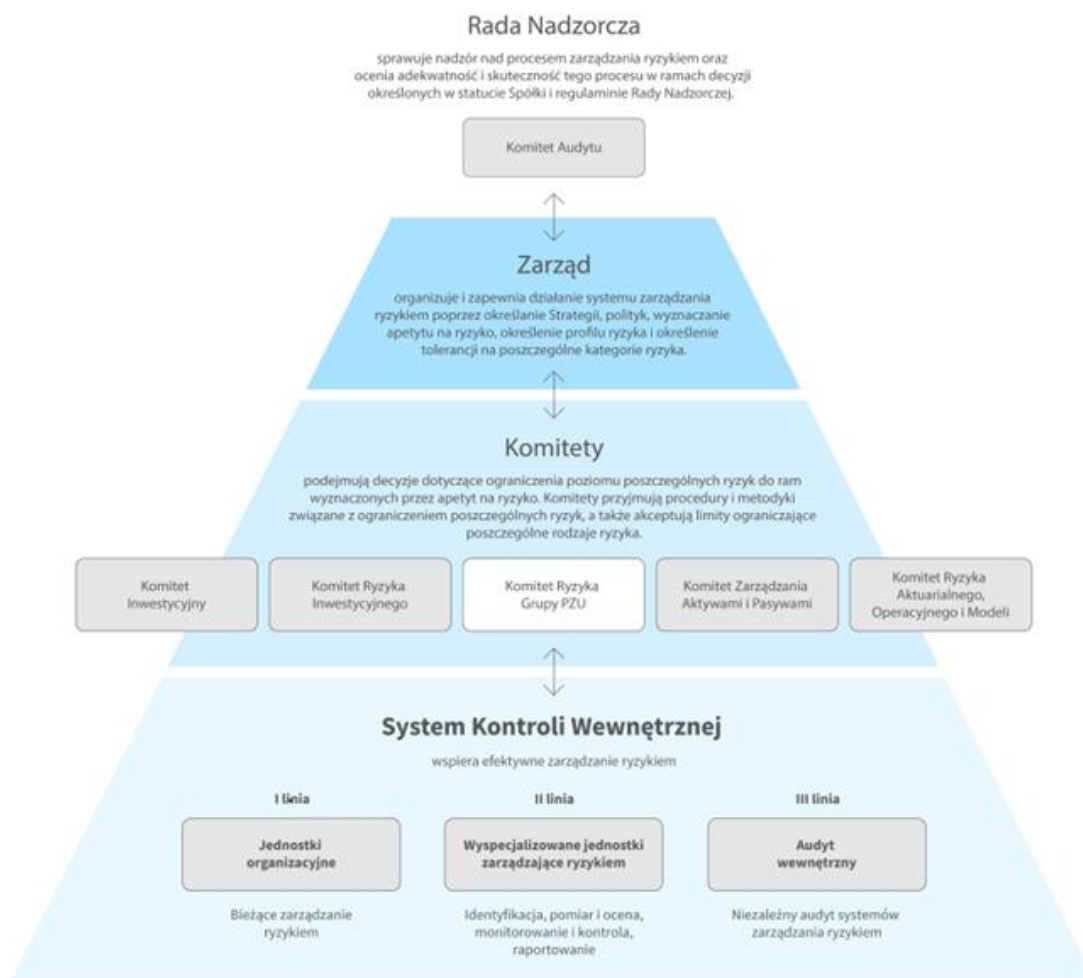 Rada Nadzorcza
sprawuje nadzór nad procesem zarządzania ryzykiem oraz
ocenia adekwatność i skuteczność tego procesu w ramach decyzji
określonych w statucie Spółki i regulaminie Rady Nadzorczej.
Komitet Audytu
Zarząd
organizuje i zapewnia działanie systemu zarządzania
ryzykiem poprzez określanie Strategii, polityk, wyznaczanie
apetytu na ryzyko, określenie profilu ryzyka i określenie
tolerancji na poszczególne kategorie ryzyka.
Komitety
podejmują decyzje dotyczące ograniczenia poziomu poszczególnych ryzyk do ram
wyznaczonych przez apetyt na ryzyko. Komitety przyjmują procedury i metodyki
związane z ograniczeniem poszczególnych ryzyk, a także akceptują limity ograniczające
poszczególne rodzaje ryzyka.
Komitet
Inwestycyjny
Komitet Ryzyka
Inwestycyjnego
Komitet Ryzyka
Grupy PZU
Komitet Zarządzania
Aktywami i Pasywami
Komitet Ryzyka
Aktuarialnego,
Operacyjnego i Modeli
System Kontroli Wewnętrznej
wspiera efektywne zarządzanie ryzykiem
I linia
Jednostki
organizacyjne
Bieżące zarządzanie
ryzykiem
II linia
Wyspecjalizowane jednostki
zarządzające ryzykiem
Identyfikacja, pomiar i ocena,
monitorowanie i kontrola,
raportowanie
III linia
Audyt
wewnętrzny
Niezależny audyt systemów
zarządzania ryzykiem